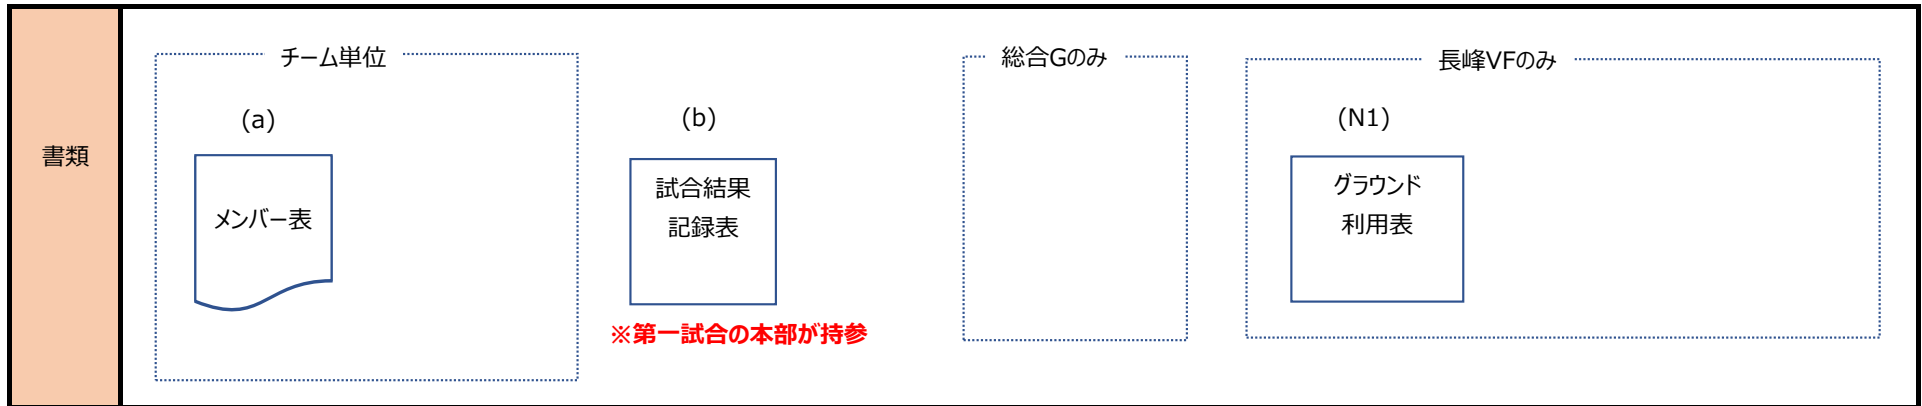 書類
チーム単位
(a)
メンバー表
(b)
試合結果
記録表
※第一試合の本部が持参
総合Gのみ
長峰VFのみ
(N1)
グラウンド
利用表